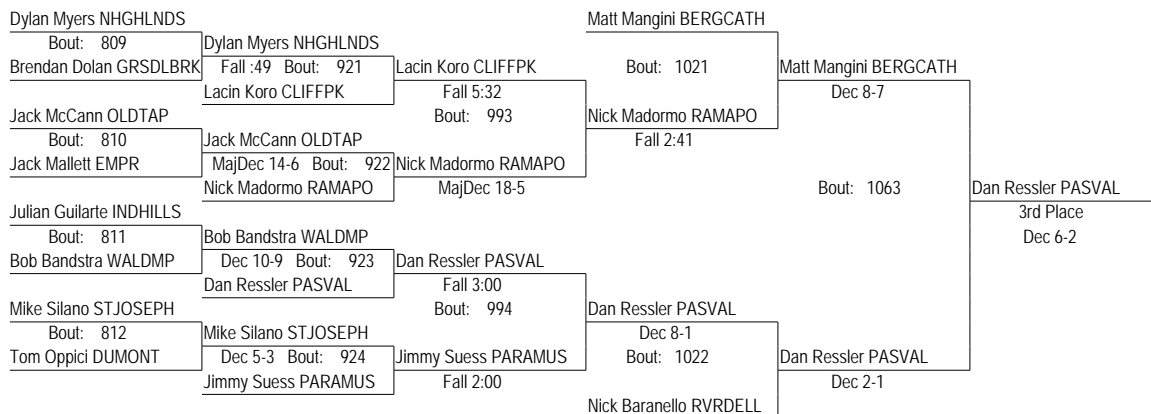 Dylan Myers NHGHLNDS
Matt Mangini BERGCATH
Bout: 809
Dylan Myers NHGHLNDS
Brendan Dolan GRSDLBRK
Fall :49 Bout: 921
Lacin Koro CLIFFPK
Bout: 1021
Matt Mangini BERGCATH
Lacin Koro CLIFFPK
Fall 5:32
Dec 8-7
Jack McCann OLDTAP
Bout: 993
Nick Madormo RAMAPO
Bout: 810
Jack McCann OLDTAP
Fall 2:41
Jack Mallett EMPR
MajDec 14-6 Bout: 922
Nick Madormo RAMAPO
Nick Madormo RAMAPO
MajDec 18-5
Bout: 1063
Dan Ressler PASVAL
Julian Guilarte INDHILLS
3rd Place
Bout: 811
Bob Bandstra WALDMP
Dec 6-2
Bob Bandstra WALDMP
Dec 10-9 Bout: 923
Dan Ressler PASVAL
Dan Ressler PASVAL
Fall 3:00
Mike Silano STJOSEPH
Bout: 994
Dan Ressler PASVAL
Bout: 812
Mike Silano STJOSEPH
Dec 8-1
Tom Oppici DUMONT
Dec 5-3 Bout: 924
Jimmy Suess PARAMUS
Bout: 1022
Dan Ressler PASVAL
Jimmy Suess PARAMUS
Fall 2:00
Dec 2-1
Nick Baranello RVRDELL